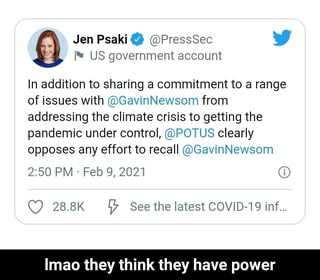 Jen Psaki @PressSec
US government account
In addition to sharing a commitment to a range
of issues with @GavinNewsom from
addressing the climate crisis to getting the
pandemic under control, @POTUS clearly
opposes any effort to recall @GavinNewsom
2:50 PM · Feb 9, 2021
28.8K See the latest COVID-19 inf...
lmao they think they have power